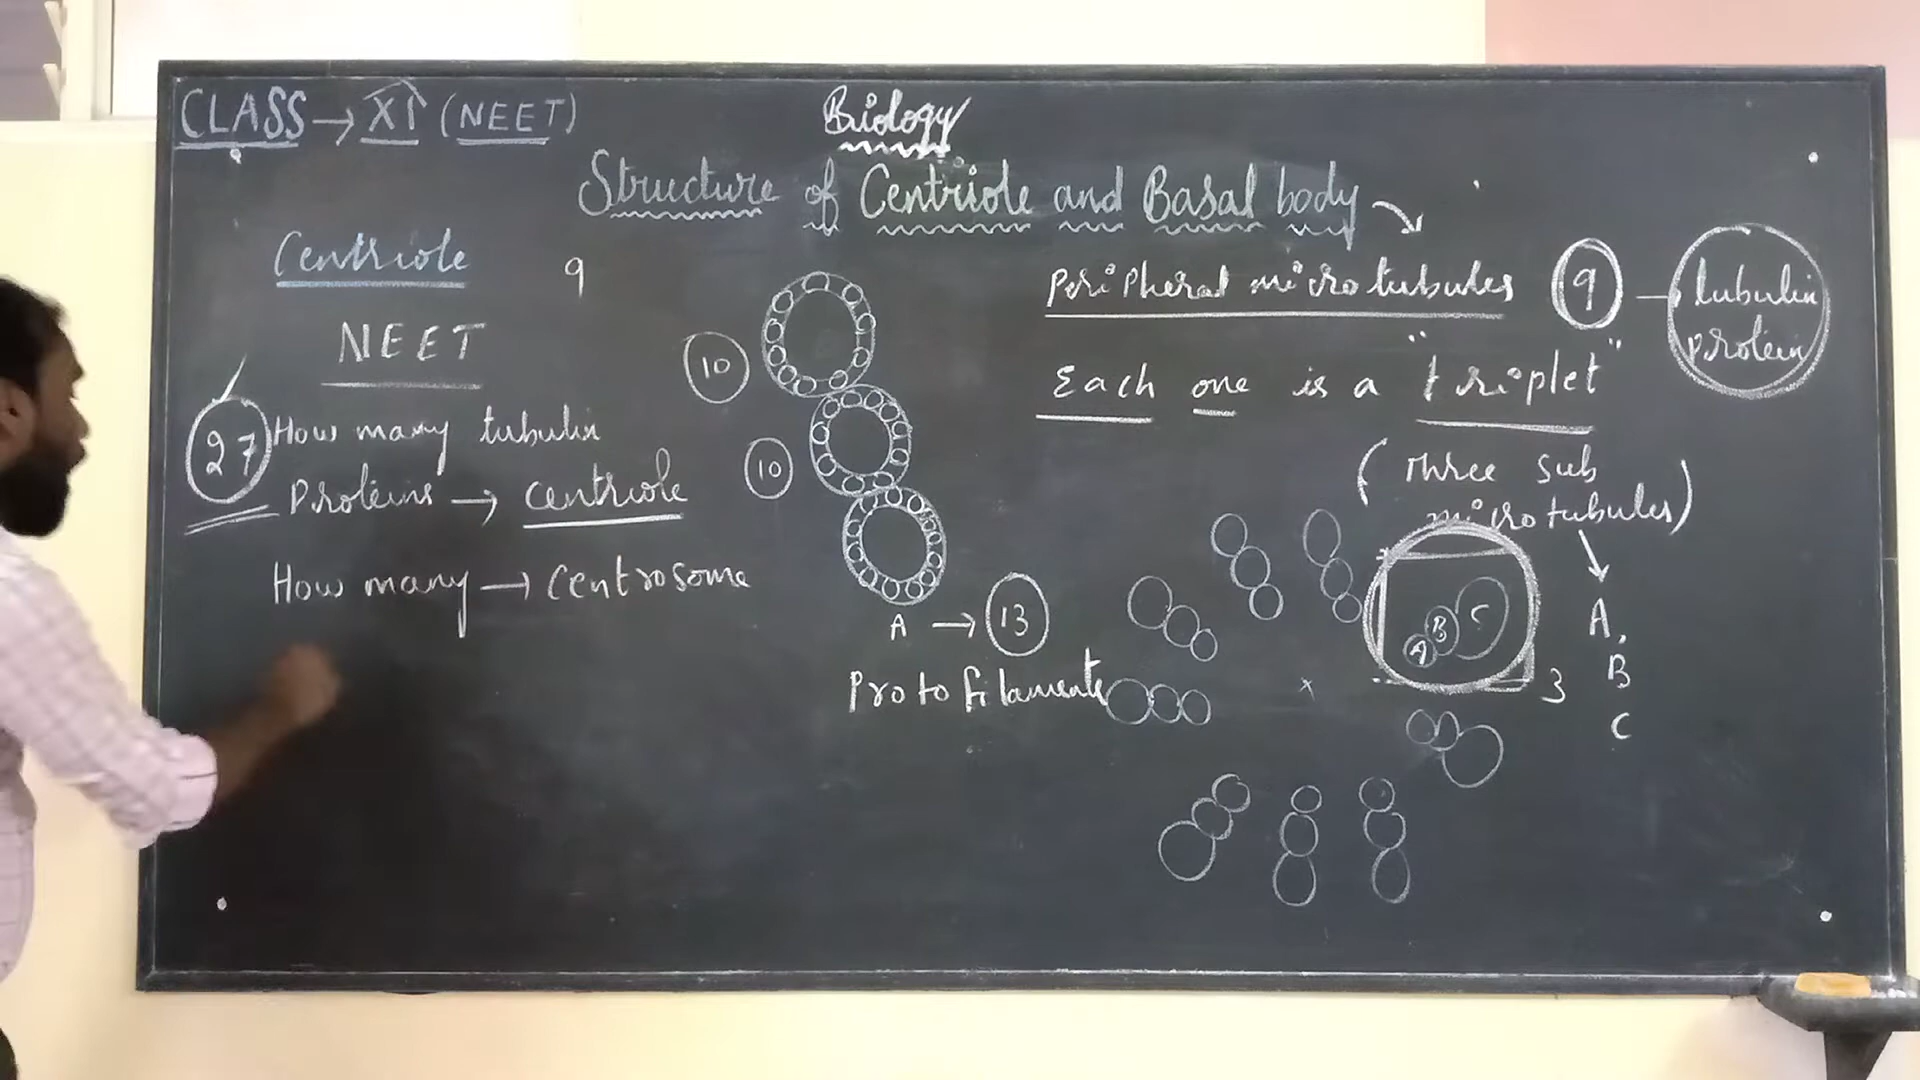 CLASS → XI (NEET)
Biology
Structure of Centriole and Basal body
Centriole
9
NEET
27
How many tubulin
Proteins → centriole
How many → centrosome
10
10
A → 13
Protofilaments
Peripheral microtubules 9
tubulin
protein
Each one is a "triplet"
(Three sub
microtubules)
A B C
3
A,
B
C